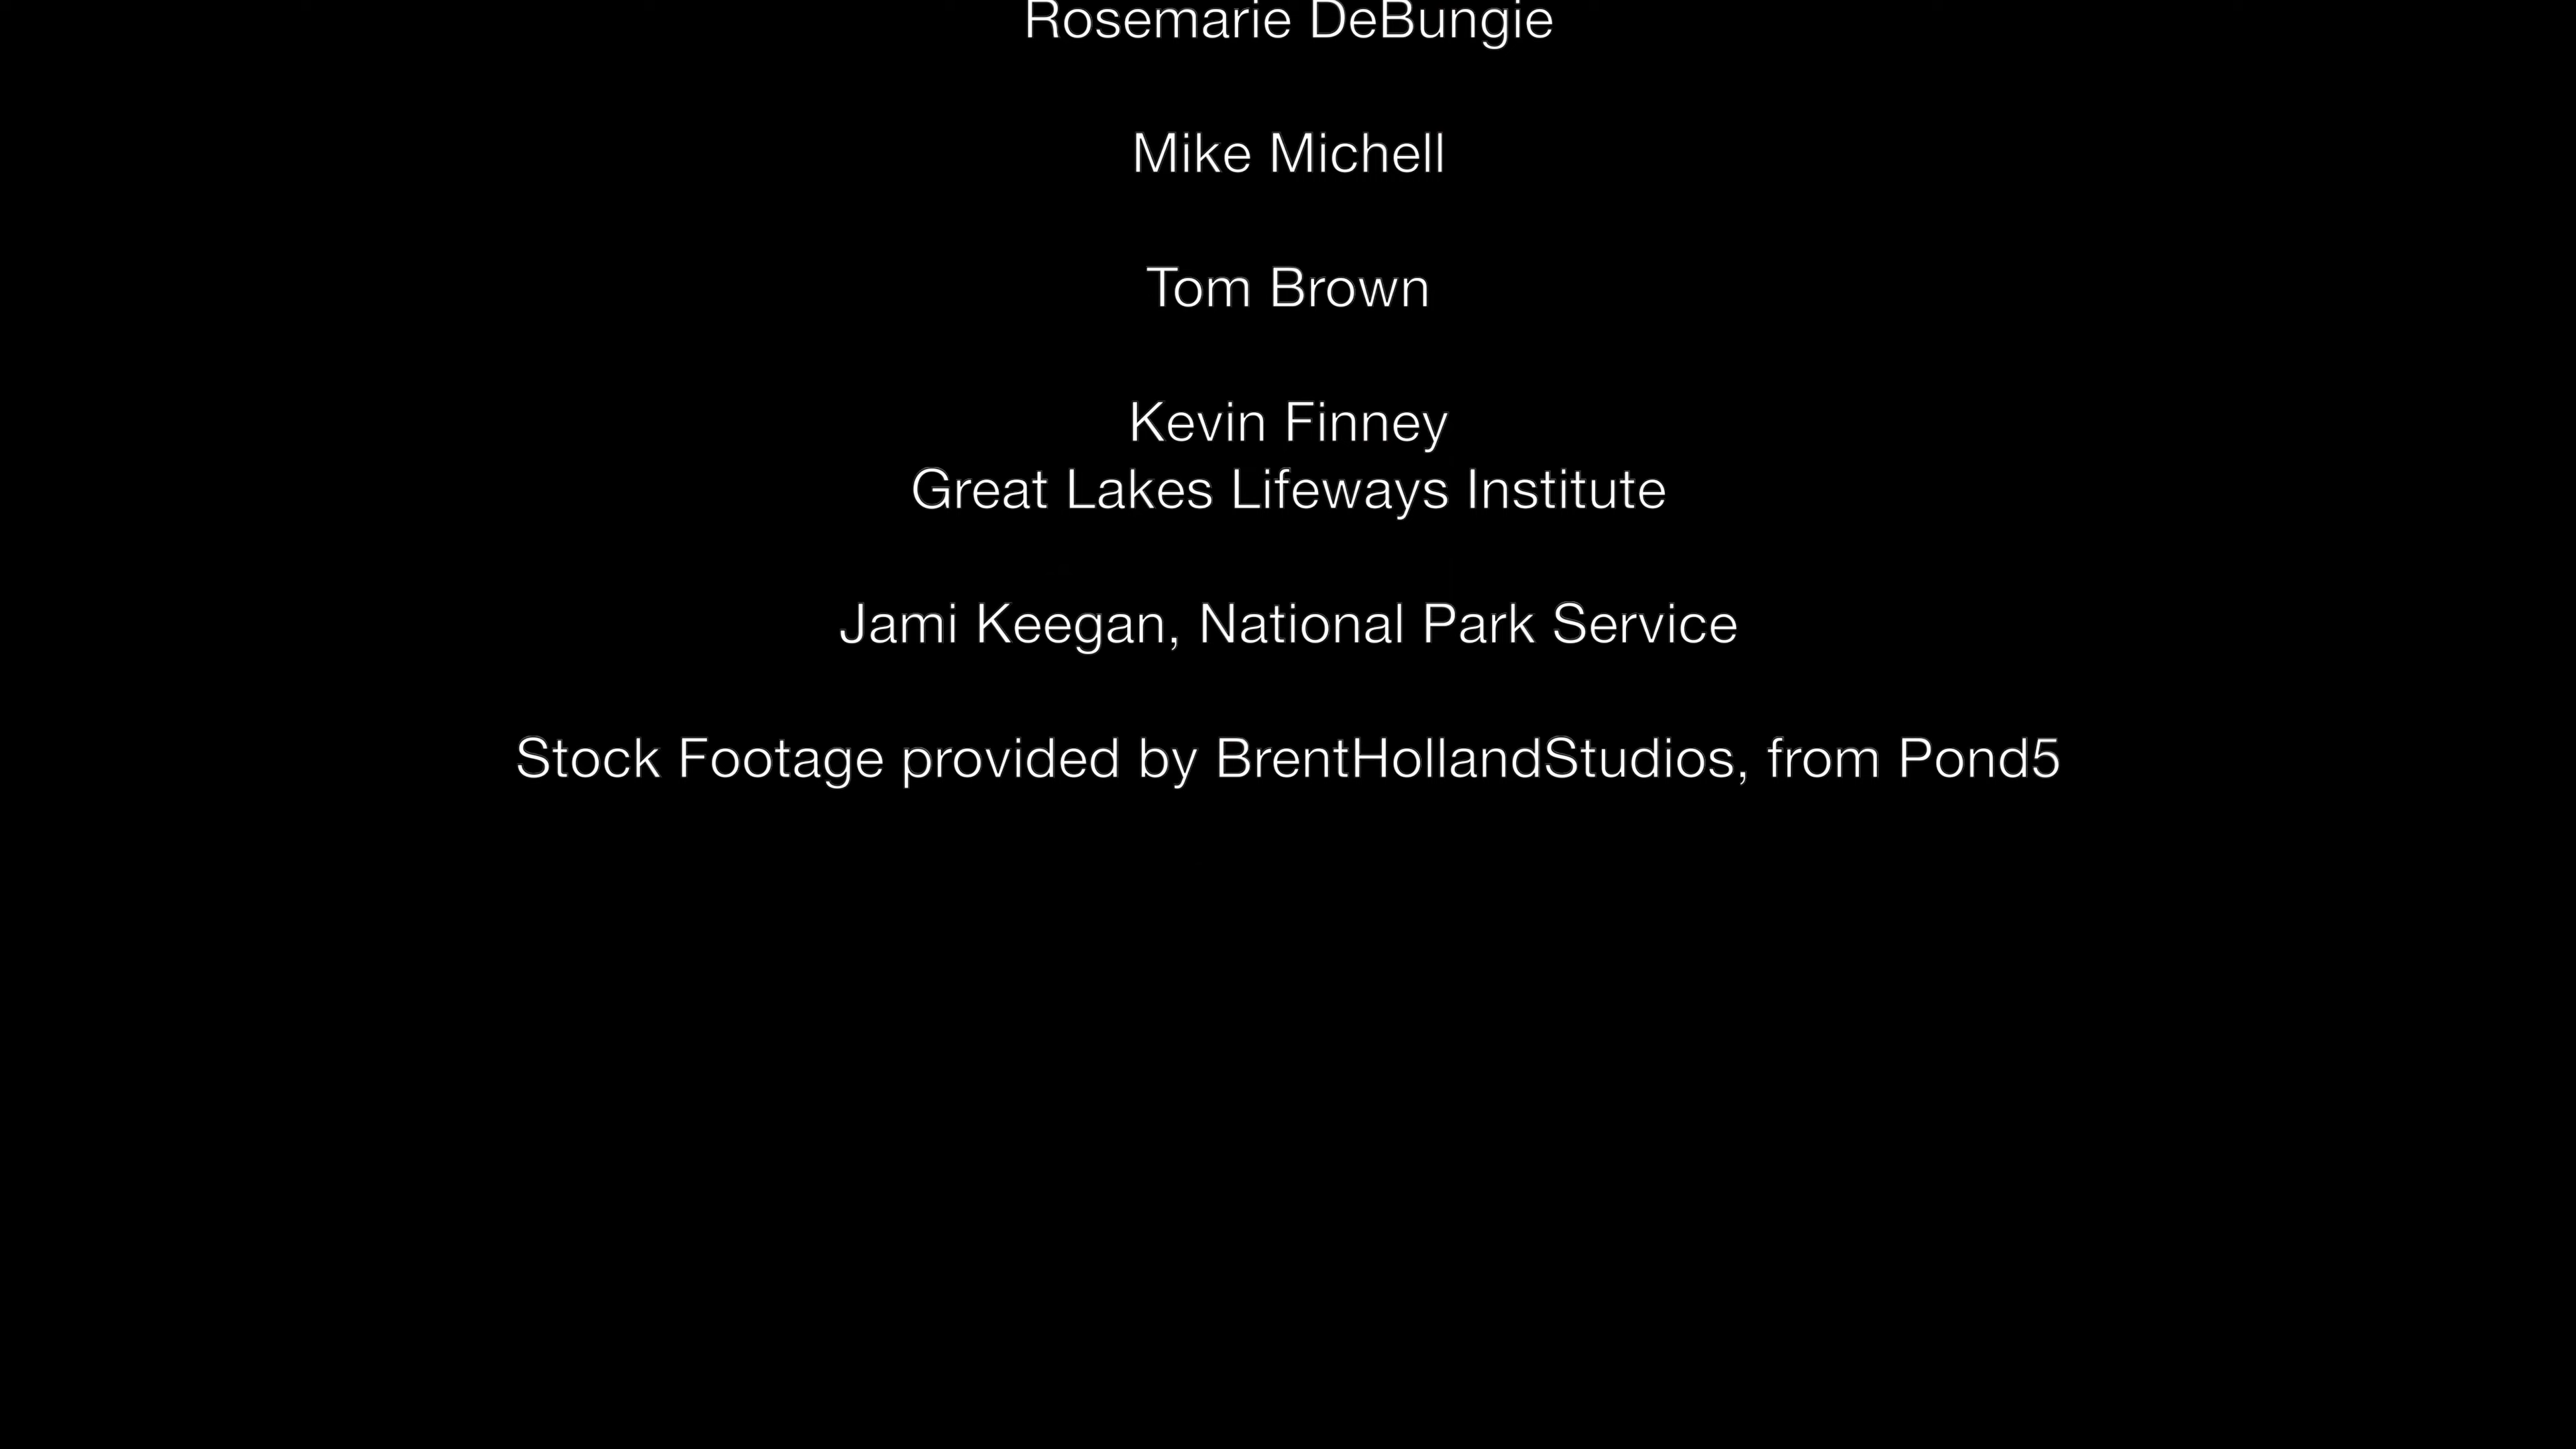 Rosemarie DeBungie
Mike Michell
Tom Brown
Kevin Finney
Great Lakes Lifeways Institute
Jami Keegan, National Park Service
Stock Footage provided by BrentHollandStudios, from Pond5